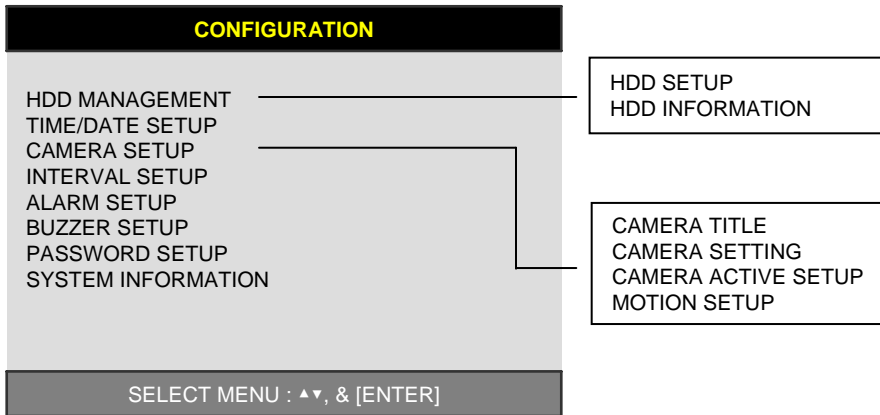 CONFIGURATION
HDD MANAGEMENT
TIME/DATE SETUP
CAMERA SETUP
INTERVAL SETUP
ALARM SETUP
BUZZER SETUP
PASSWORD SETUP
SYSTEM INFORMATION
SELECT MENU : ▲▼, & [ENTER]
HDD SETUP
HDD INFORMATION
CAMERA TITLE
CAMERA SETTING
CAMERA ACTIVE SETUP
MOTION SETUP